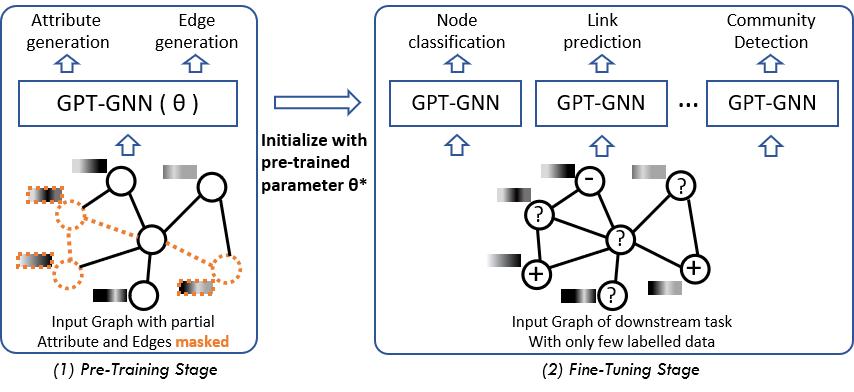 Attribute
generation
Edge
generation
GPT-GNN ( θ )
Input Graph with partial
Attribute and Edges masked
(1) Pre-Training Stage
Initialize with
pre-trained
parameter θ*
Node
classification
Link
prediction
Community
Detection
GPT-GNN
GPT-GNN
...
GPT-GNN
-
?
?
?
+
+
?
Input Graph of downstream task
With only few labelled data
(2) Fine-Tuning Stage